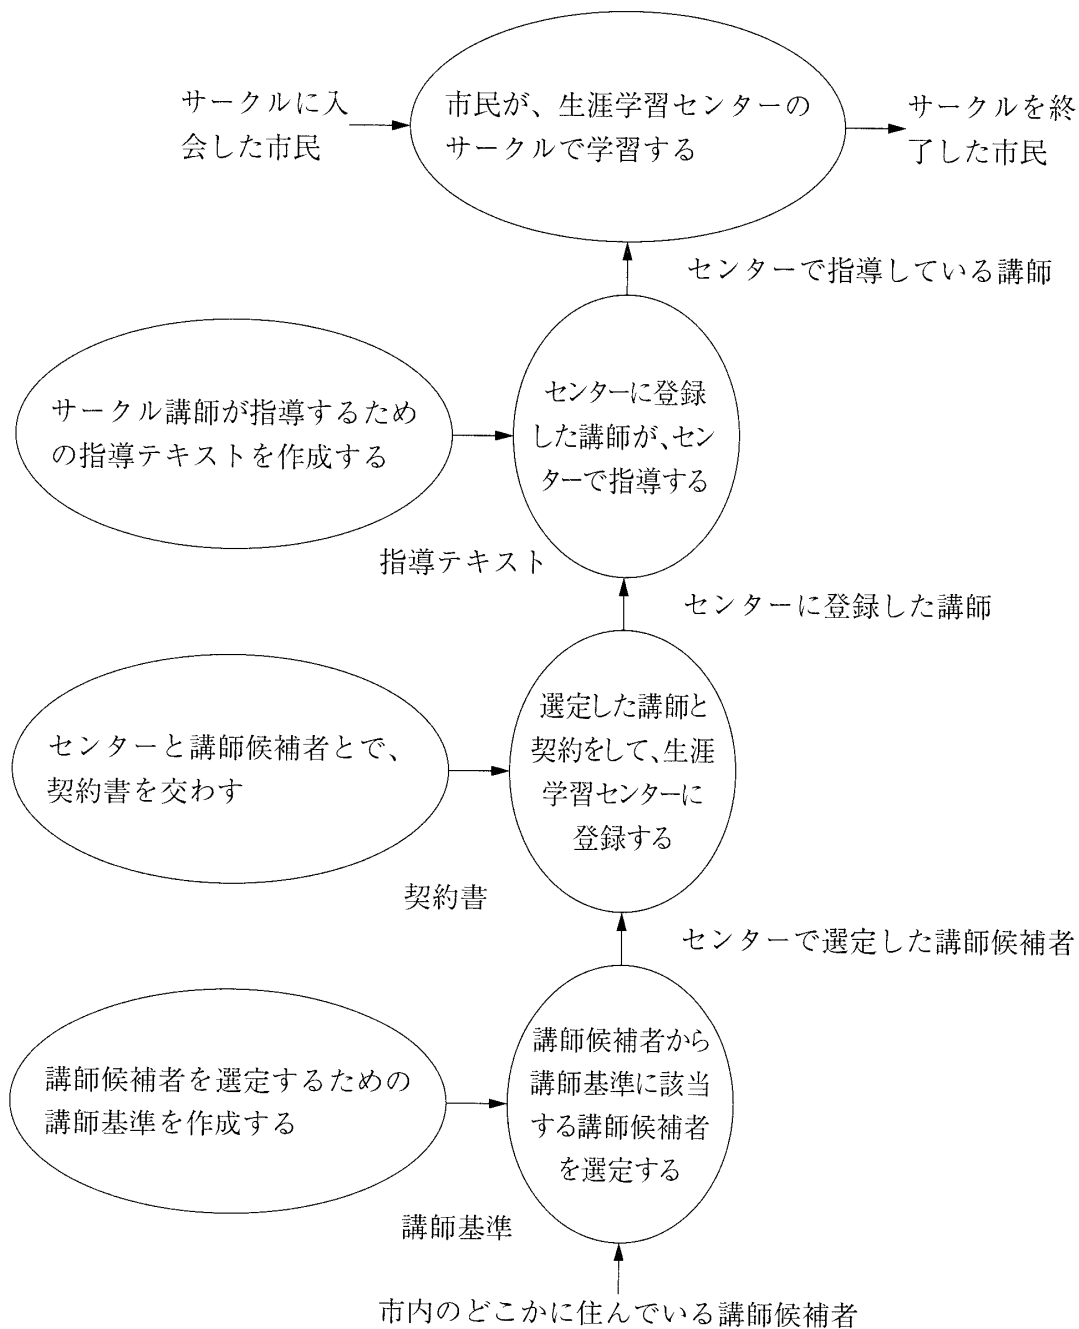 サークルに入
会した市民
市民が、生涯学習センターの
サークルで学習する
サークルを終
了した市民
センターで指導している講師
サークル講師が指導するため
の指導テキストを作成する
センターに登録
した講師が、セン
ターで指導する
指導テキスト
センターに登録した講師
センターと講師候補者とで、
契約書を交わす
選定した講師と
契約をして、生涯
学習センターに
登録する
契約書
センターで選定した講師候補者
講師候補者を選定するための
講師基準を作成する
講師候補者から
講師基準に該当
する講師候補者
を選定する
講師基準
市内のどこかに住んでいる講師候補者